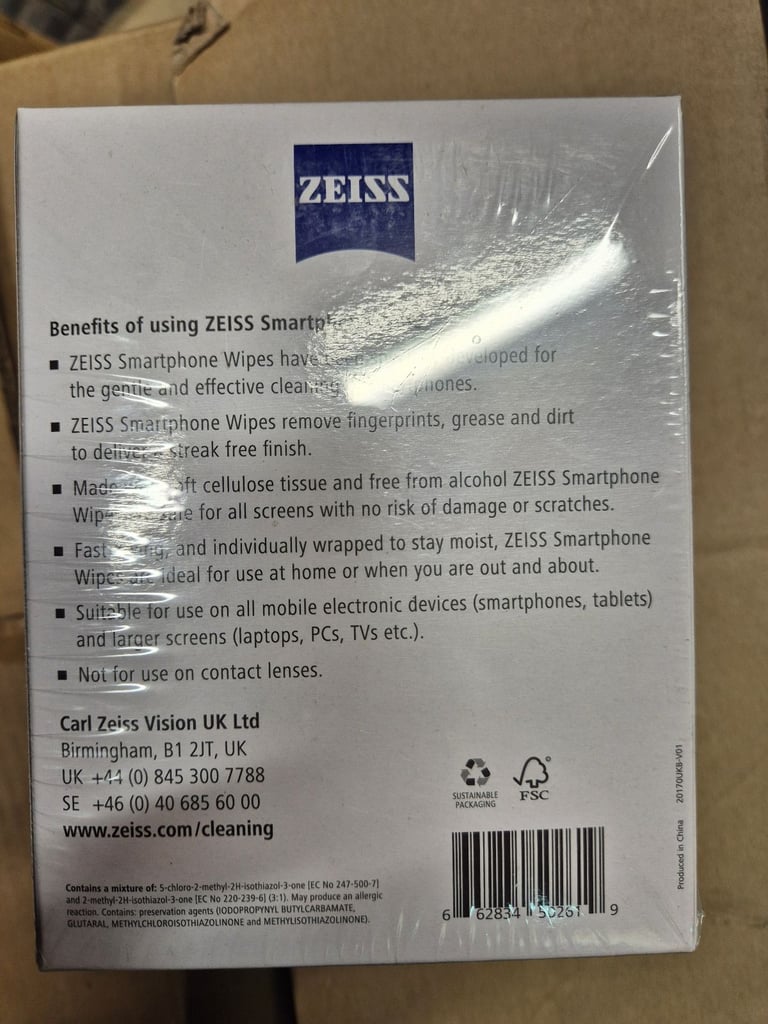 ZEISS
Benefits of using ZEISS
■ ZEISS Smartphone Wipes have been developed for
the gentle and effective cleaning
■ ZEISS Smartphone Wipes remove fingerprints, grease and dirt
to deliver a streak free finish.
■ Made soft cellulose tissue and free from alcohol ZEISS Smartphone
Wipes safe for all screens with no risk of damage or scratches.
■ Fast and individually wrapped to stay moist, ZEISS Smartphone
Wipes are ideal for use at home or when you are out and about.
■ Suitable for use on all mobile electronic devices (smartphones, tablets)
and larger screens (laptops, PCs, TVs etc.).
■ Not for use on contact lenses.
Carl Zeiss Vision UK Ltd
Birmingham, B1 2JT, UK
UK +44 (0) 845 300 7788
SE +46 (0) 40 685 60 00
www.zeiss.com/cleaning
SUSTAINABLE
PACKAGING
FSC
Produced in China 20170UKB-V01
Contains a mixture of: 5-chloro-2-methyl-2H-isothiazol-3-one [EC No 247-500-7]
and 2-methyl-2H-isothiazol-3-one [EC No 220-239-6] (3:1). May produce an allergic
reaction. Contains: preservation agents (IODOPROPYNYL BUTYLCARBAMATE,
GLUTARAL, METHYLCHLOROISOTHIAZOLINONE and METHYLISOTHIAZOLINONE).
6 62834 50261 9